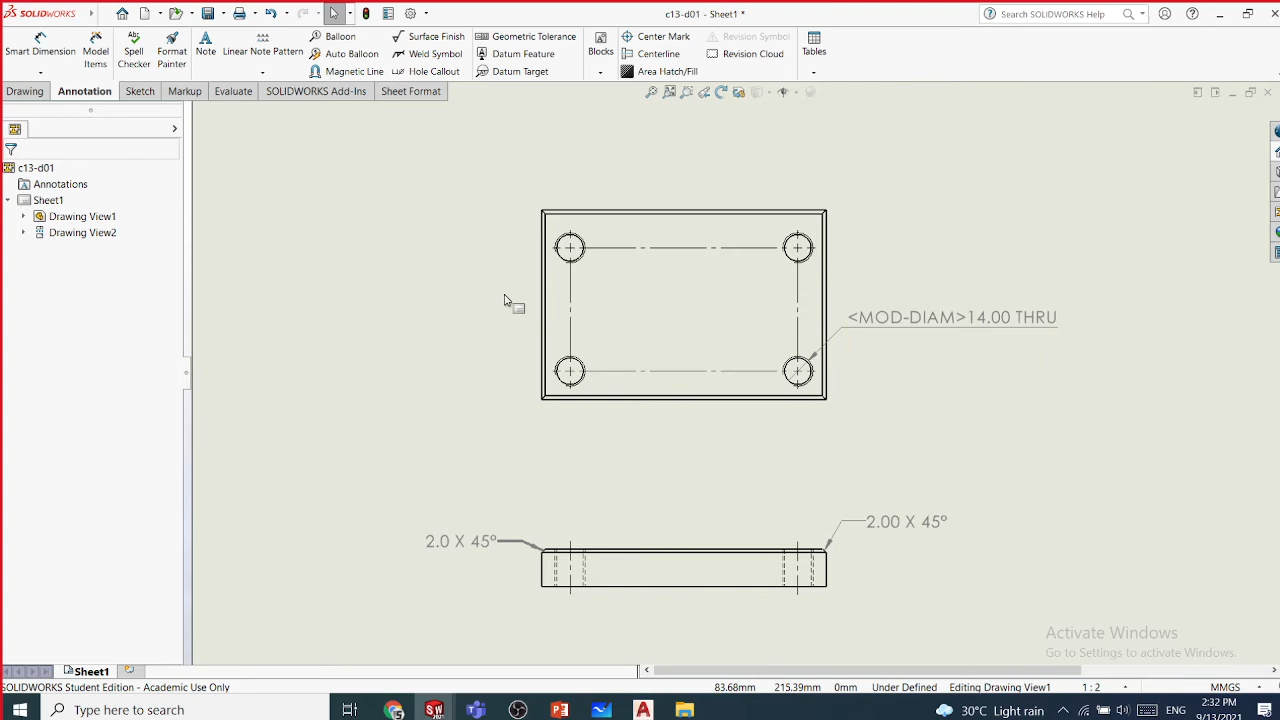 SOLIDWORKS
c13-d01 - Sheet1 *
Search SOLIDWORKS Help
Smart Dimension
Model Items
Spell Checker
Format Painter
Note
Linear Note Pattern
Balloon
Auto Balloon
Magnetic Line
Surface Finish
Weld Symbol
Hole Callout
Geometric Tolerance
Datum Feature
Datum Target
Blocks
Center Mark
Centerline
Area Hatch/Fill
Revision Symbol
Revision Cloud
Tables
Drawing
Annotation
Sketch
Markup
Evaluate
SOLIDWORKS Add-Ins
Sheet Format
c13-d01
Annotations
Sheet1
Drawing View1
Drawing View2
<MOD-DIAM>14.00 THRU
2.0 X 45°
2.00 X 45°
Activate Windows
Go to Settings to activate Windows.
Sheet1
SOLIDWORKS Student Edition - Academic Use Only
83.68mm
215.39mm
0mm
Under Defined
Editing Drawing View1
1 : 2
MMGS
Type here to search
30°C Light rain
2:32 PM